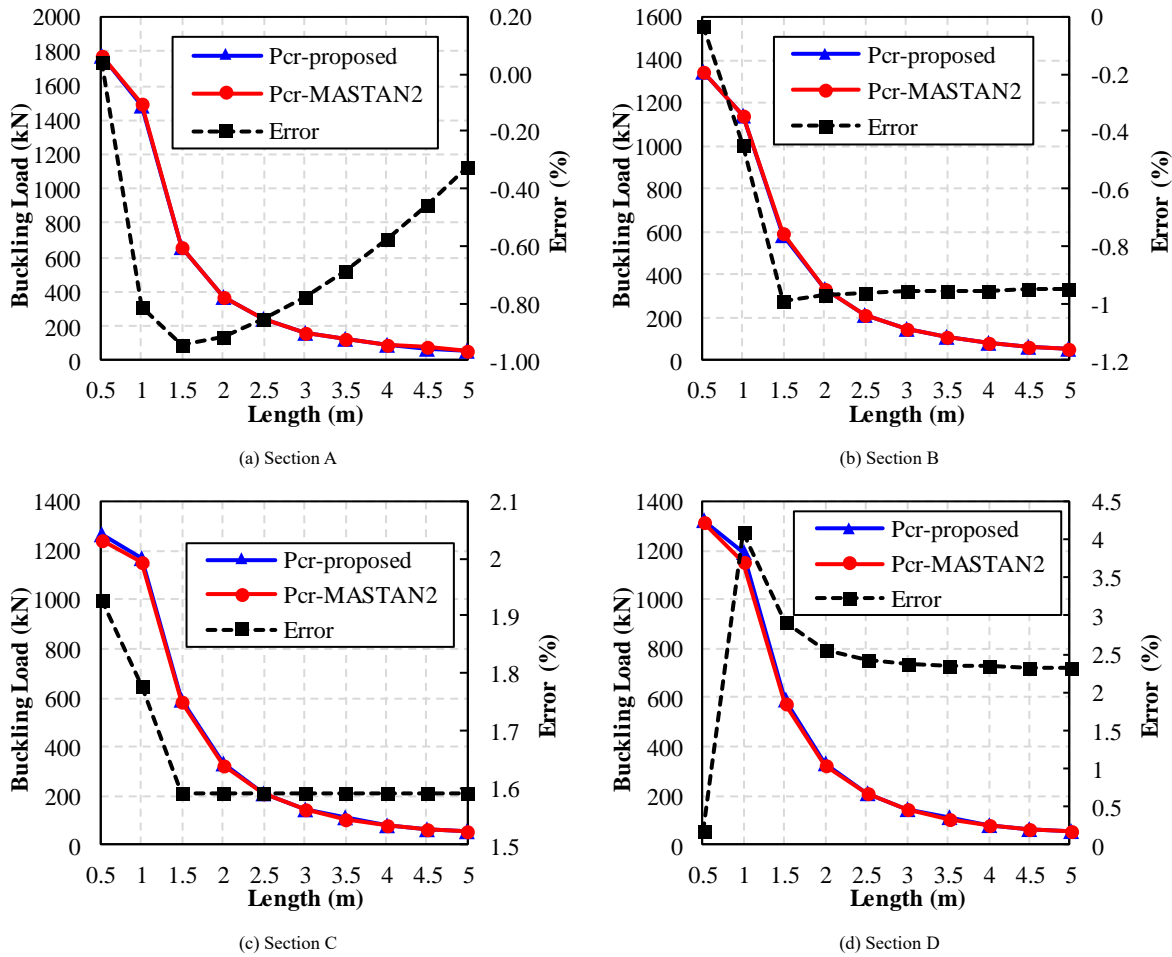 2000
1800
1600
1400
1200
1000
800
600
400
200
0
Buckling Load (kN)
0.20
0.00
-0.20
-0.40
-0.60
-0.80
-1.00
Error (%)
Pcr-proposed
Pcr-MASTAN2
Error
0.5 1 1.5 2 2.5 3 3.5 4 4.5 5
Length (m)
(a) Section A
1600
1400
1200
1000
800
600
400
200
0
Buckling Load (kN)
0
-0.2
-0.4
-0.6
-0.8
-1
-1.2
Error (%)
Pcr-proposed
Pcr-MASTAN2
Error
0.5 1 1.5 2 2.5 3 3.5 4 4.5 5
Length (m)
(b) Section B
1400
1200
1000
800
600
400
200
0
Buckling Load (kN)
2.1
2
1.9
1.8
1.7
1.6
1.5
Error (%)
Pcr-proposed
Pcr-MASTAN2
Error
0.5 1 1.5 2 2.5 3 3.5 4 4.5 5
Length (m)
(c) Section C
1400
1200
1000
800
600
400
200
0
Buckling Load (kN)
4.5
4
3.5
3
2.5
2
1.5
1
0.5
0
Error (%)
Pcr-proposed
Pcr-MASTAN2
Error
0.5 1 1.5 2 2.5 3 3.5 4 4.5 5
Length (m)
(d) Section D